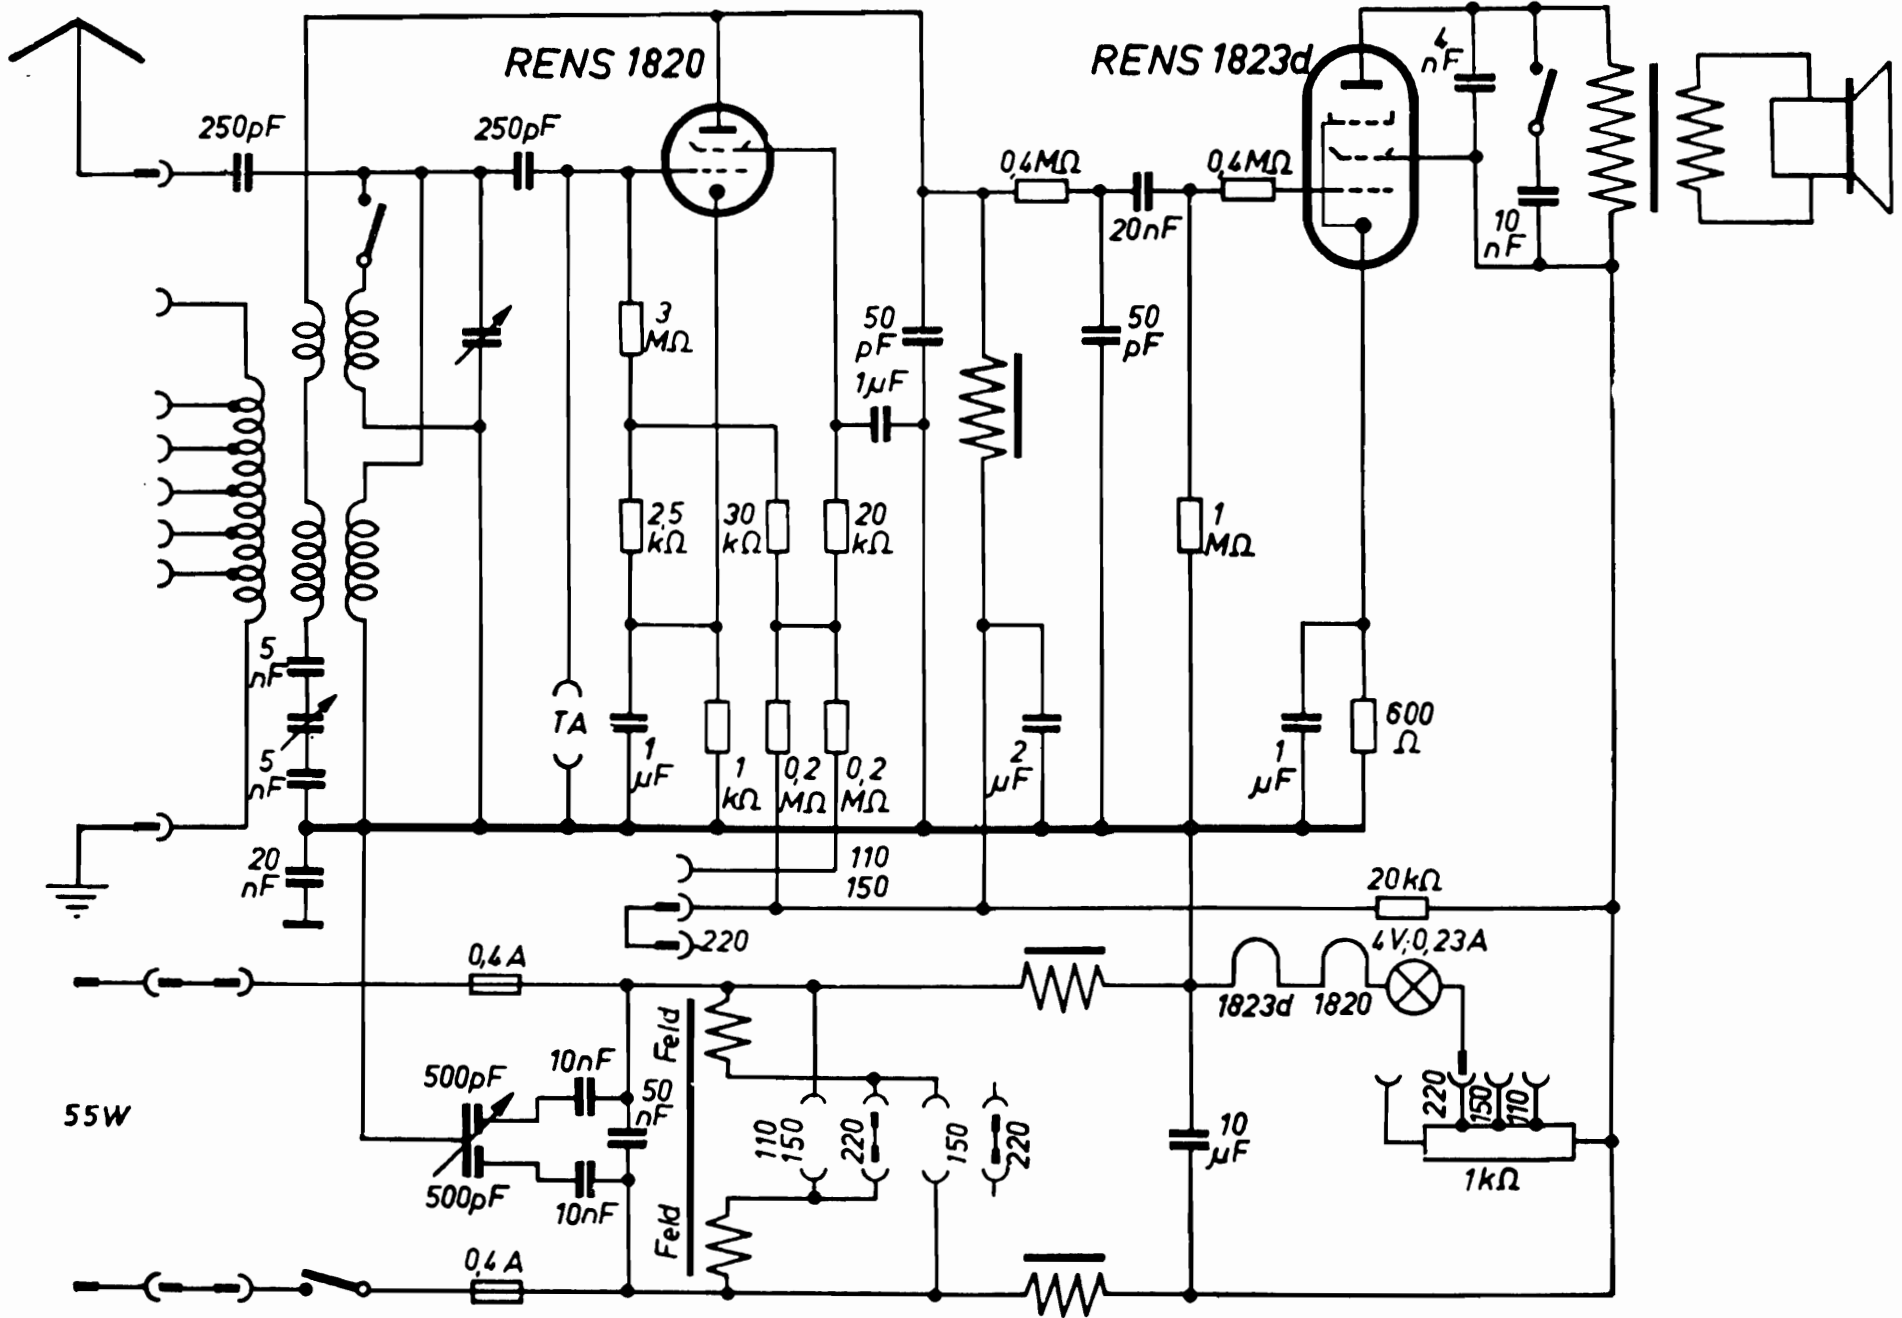 RENS 1820
RENS 1823d
4
nF
250pF
250pF
0,4MΩ
0,4MΩ
20nF
10
nF
3
MΩ
50
pF
1µF
50
pF
2,5
kΩ
30
kΩ
20
kΩ
1
MΩ
5
nF
TA
5
nF
1
µF
1
kΩ
0,2
MΩ
0,2
MΩ
2
µF
1
µF
600
Ω
20
nF
110
150
220
20kΩ
4V;0,23A
0,4A
1823d
1820
Feld
10nF
500pF
50
nF
55W
110
150
220
150
220
10
µF
220
150
110
1kΩ
500pF
10nF
Feld
0,4A